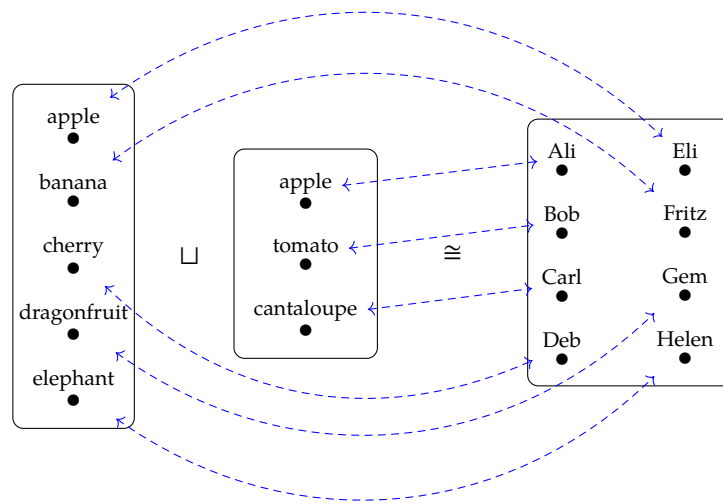 apple
banana
cherry
dragonfruit
elephant
⊔
apple
tomato
cantaloupe
≅
Ali Eli
Bob Fritz
Carl Gem
Deb Helen